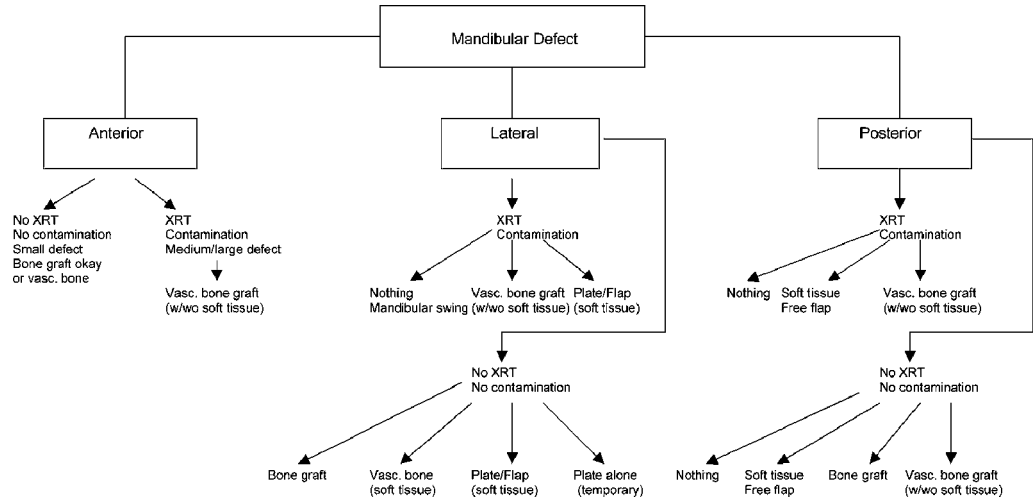 Mandibular Defect
Anterior
Lateral
Posterior
No XRT
No contamination
Small defect
Bone graft okay
or vasc. bone
XRT
Contamination
Medium/large defect
Vasc. bone graft
(w/wo soft tissue)
XRT
Contamination
Nothing
Mandibular swing
Vasc. bone graft
(w/wo soft tissue)
Plate/Flap
(soft tissue)
XRT
Contamination
Nothing
Soft tissue
Free flap
Vasc. bone graft
(w/wo soft tissue)
No XRT
No contamination
Bone graft
Vasc. bone
(soft tissue)
Plate/Flap
(soft tissue)
Plate alone
(temporary)
No XRT
No contamination
Nothing
Soft tissue
Free flap
Bone graft
Vasc. bone graft
(w/wo soft tissue)